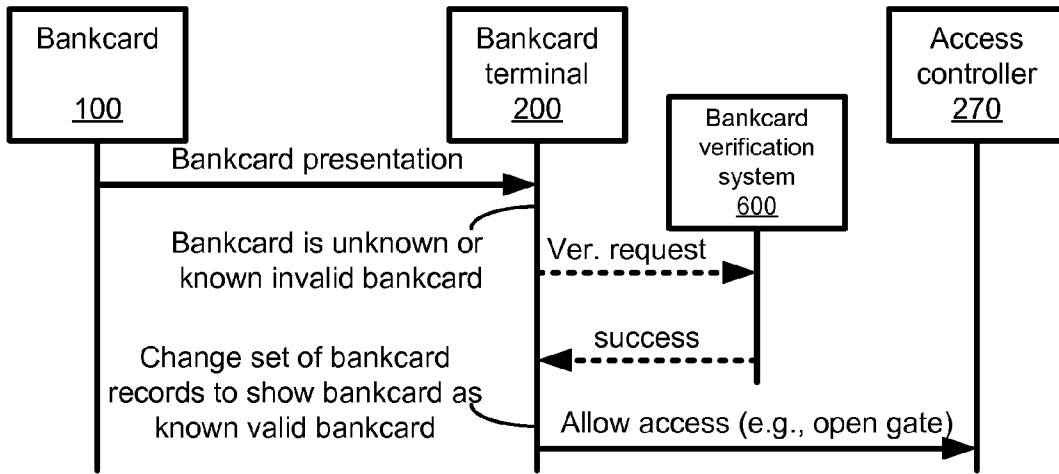 Bankcard
100
Bankcard
terminal
200
Access
controller
270
Bankcard
verification
system
600
Bankcard presentation
Bankcard is unknown or
known invalid bankcard
Ver. request
success
Change set of bankcard
records to show bankcard as
known valid bankcard
Allow access (e.g., open gate)